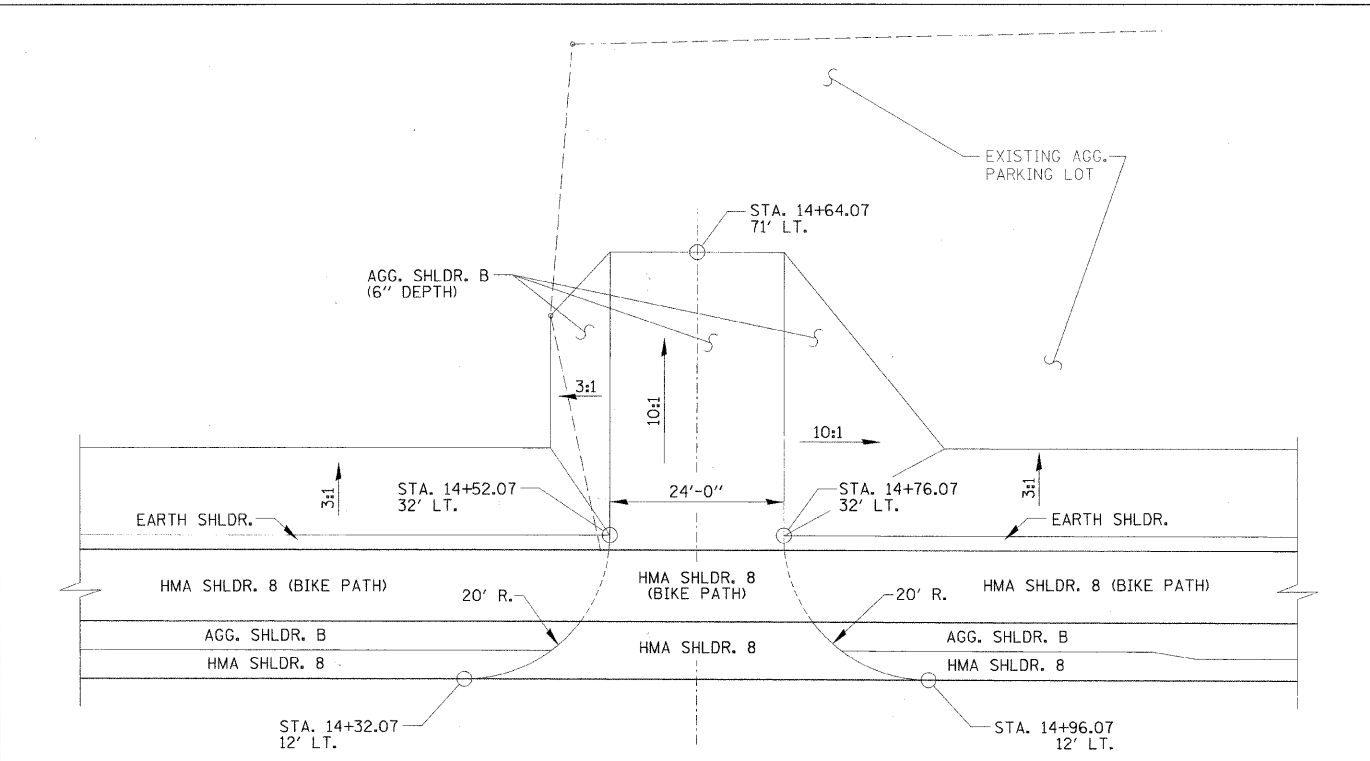 EXISTING AGG.
PARKING LOT
STA. 14+64.07
71' LT.
AGG. SHLDR. B
(6" DEPTH)
3:1
10:1
10:1
3:1
STA. 14+52.07
32' LT.
24'-0"
STA. 14+76.07
32' LT.
3:1
EARTH SHLDR.
EARTH SHLDR.
HMA SHLDR. 8 (BIKE PATH)
HMA SHLDR. 8
(BIKE PATH)
HMA SHLDR. 8 (BIKE PATH)
20' R.
20' R.
AGG. SHLDR. B
HMA SHLDR. 8
AGG. SHLDR. B
HMA SHLDR. 8
HMA SHLDR. 8
STA. 14+32.07
12' LT.
STA. 14+96.07
12' LT.